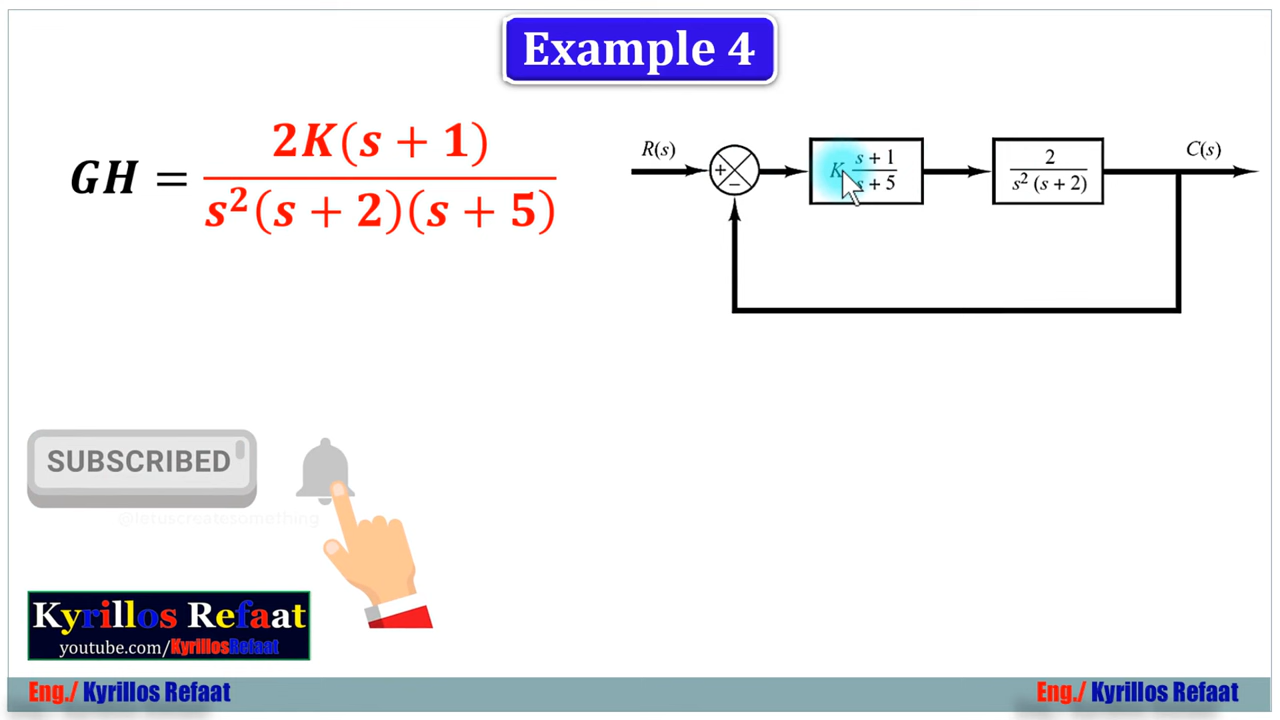 Example 4
GH = 2K(s + 1) / s²(s + 2)(s + 5)
R(s)
+
−
K s + 1 / s + 5
2 / s² (s + 2)
C(s)
SUBSCRIBED
@letuscreatesomething
Kyrillos Refaat
youtube.com/KyrillosRefaat
Eng./ Kyrillos Refaat
Eng./ Kyrillos Refaat